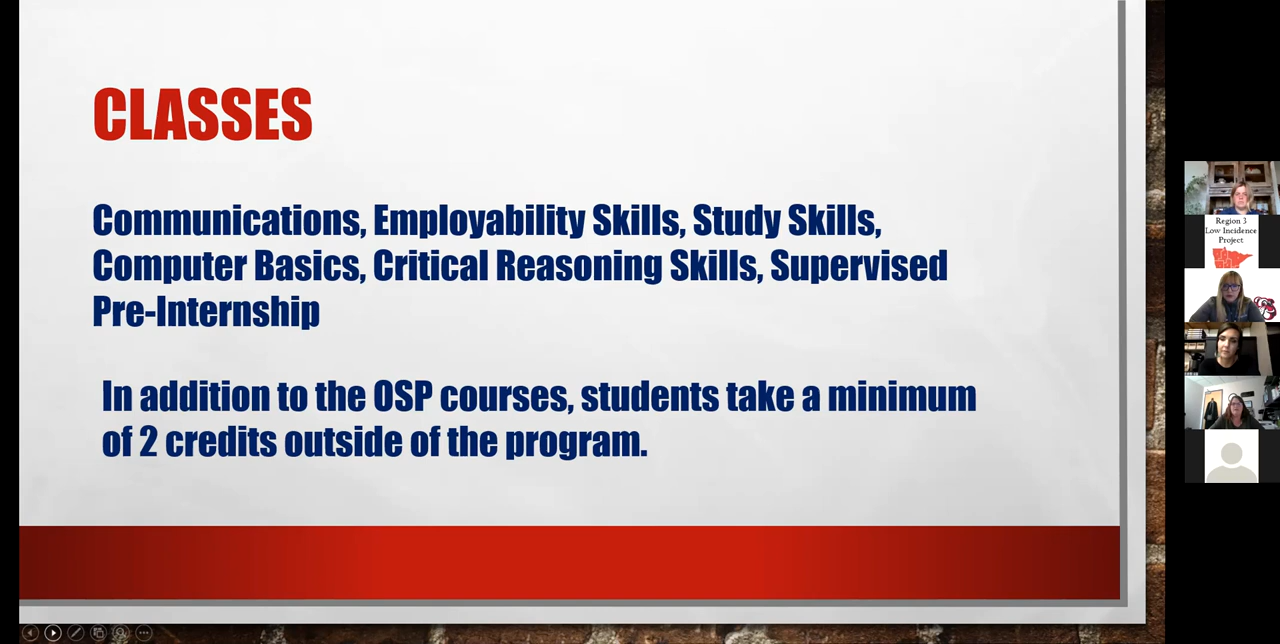 CLASSES
Communications, Employability Skills, Study Skills,
Computer Basics, Critical Reasoning Skills, Supervised
Pre-Internship
In addition to the OSP courses, students take a minimum
of 2 credits outside of the program.
Region 3
Low Incidence
Project